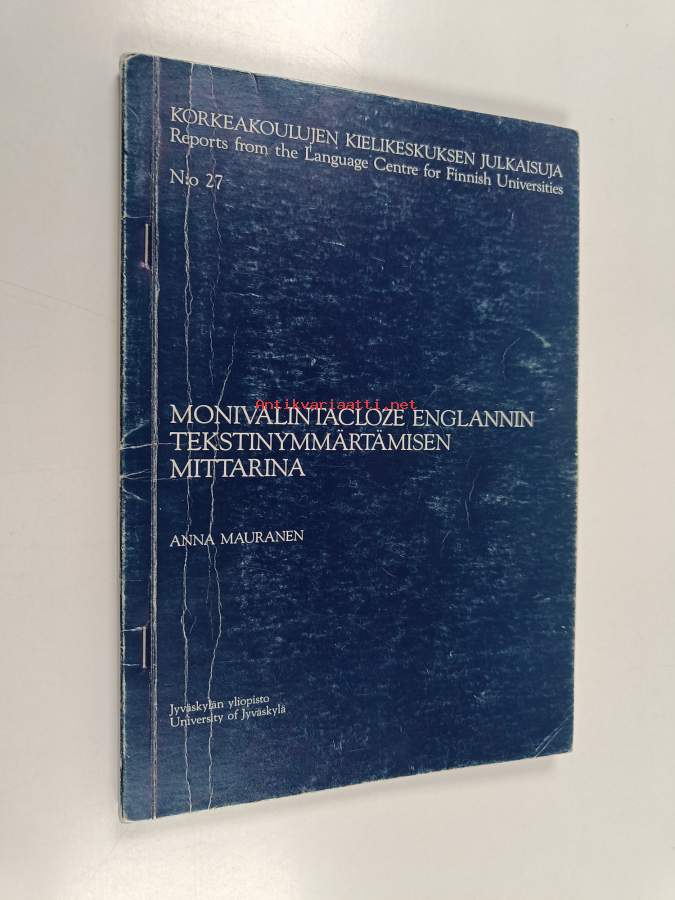 KORKEAKOULUJEN KIELIKESKUKSEN JULKAISUJA
Reports from the Language Centre for Finnish Universities
N:o 27
Antikvariaatti.net
MONIVALINTACLOZE ENGLANNIN
TEKSTINYMMÄRTÄMISEN
MITTARINA
ANNA MAURANEN
Jyväskylän yliopisto
University of Jyväskylä